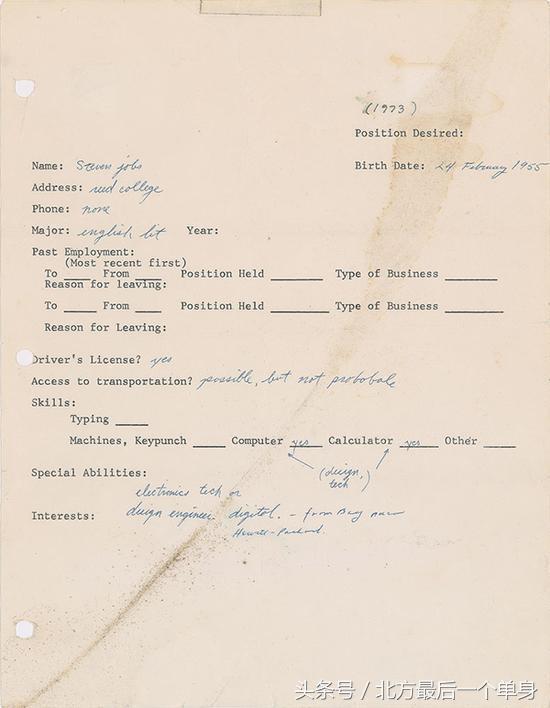 (1973)
Position Desired:
Name: Steven jobs Birth Date: 24 February 1955
Address: reed college
Phone: none
Major: english lit Year:
Past Employment:
(Most recent first)
To ____ From ____ Position Held ________ Type of Business ________
Reason for leaving:
To ____ From ____ Position Held ________ Type of Business ________
Reason for Leaving:
Driver's License? yes
Access to transportation? possible, but not probable
Skills:
Typing _____
Machines, Keypunch _____ Computer yes Calculator yes Other _____
(design,
tech)
Special Abilities:
electronics tech or
Interests: design engineer. digital. - from Bay near
Hewitt-Packard.
头条号 / 北方最后一个单身